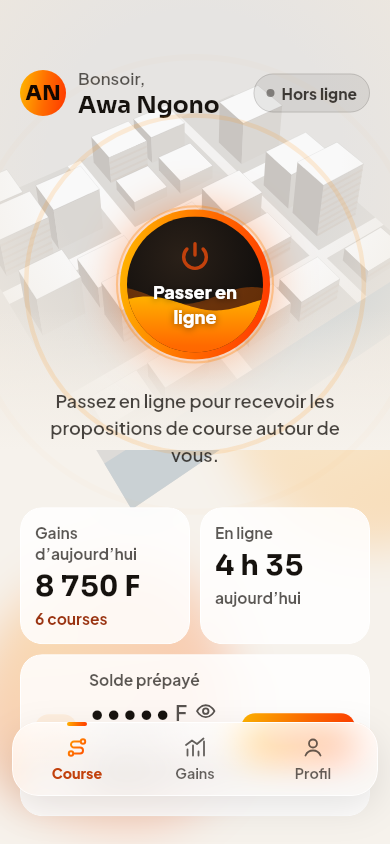 AN
Bonsoir,
Awa Ngono
Hors ligne
Passer en
ligne
Passez en ligne pour recevoir les
propositions de course autour de
vous.
Gains
d’aujourd’hui
8 750 F
6 courses
En ligne
4 h 35
aujourd’hui
Solde prépayé
●●●●● F
Course
Gains
Profil